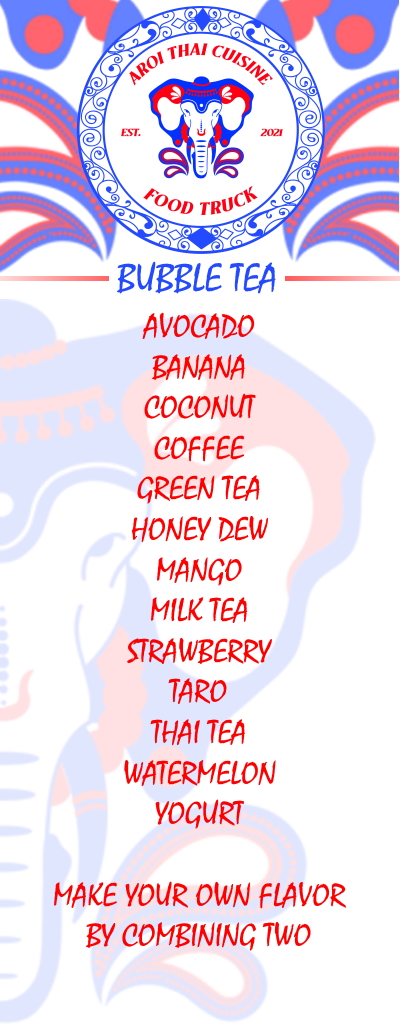 AROI THAI CUISINE
EST. 2021
FOOD TRUCK
BUBBLE TEA
AVOCADO
BANANA
COCONUT
COFFEE
GREEN TEA
HONEY DEW
MANGO
MILK TEA
STRAWBERRY
TARO
THAI TEA
WATERMELON
YOGURT
MAKE YOUR OWN FLAVOR
BY COMBINING TWO